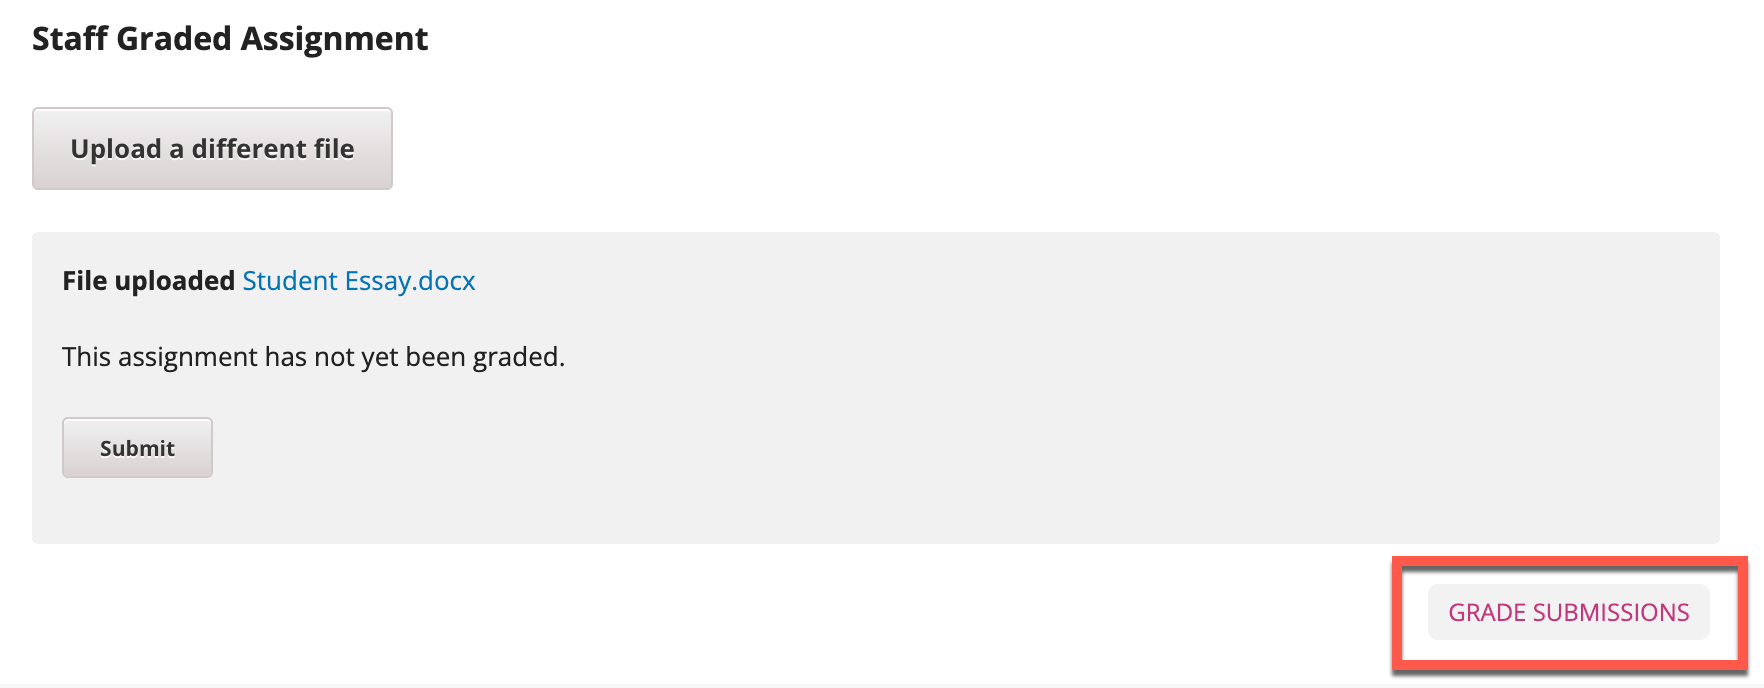 Staff Graded Assignment
Upload a different file
File uploaded Student Essay.docx
This assignment has not yet been graded.
Submit
GRADE SUBMISSIONS